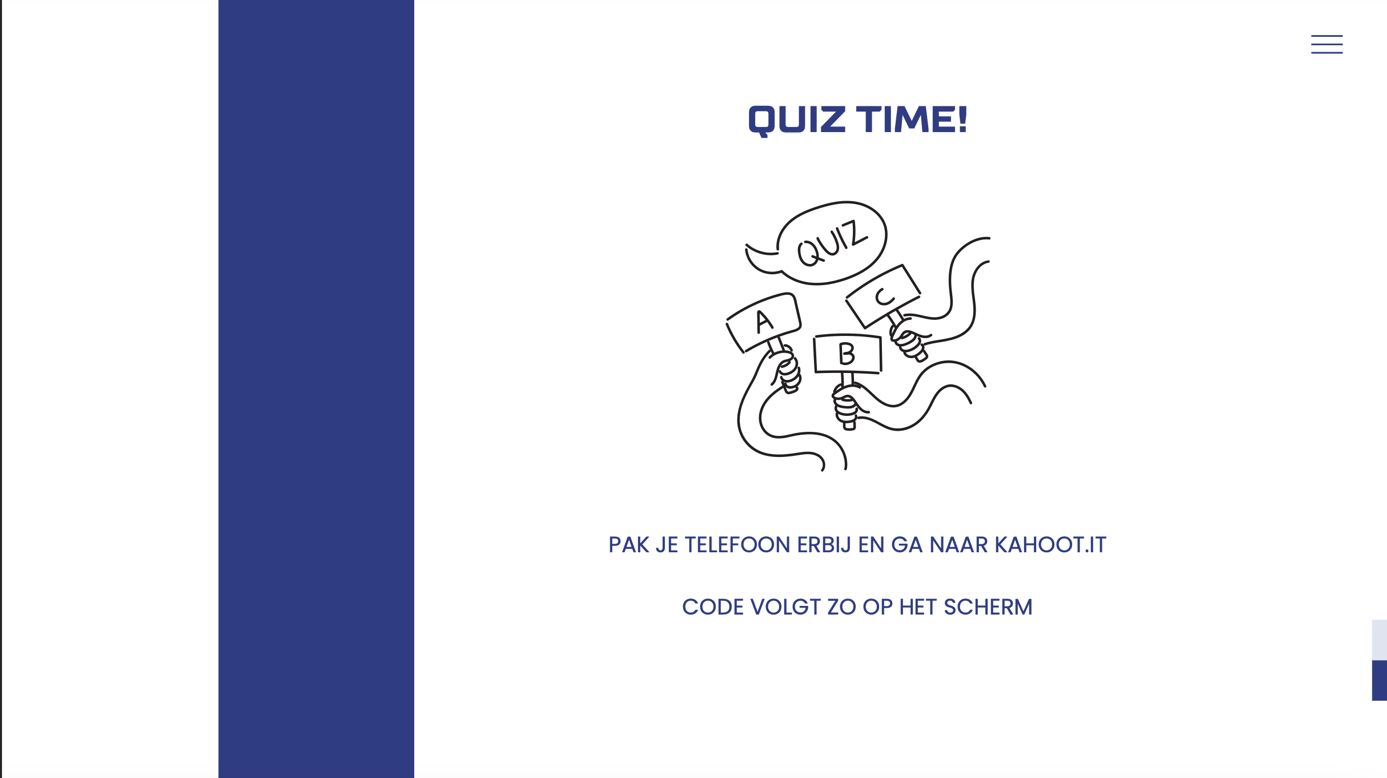 QUIZ TIME!
QUIZ
C
A
B
PAK JE TELEFOON ERBIJ EN GA NAAR KAHOOT.IT
CODE VOLGT ZO OP HET SCHERM